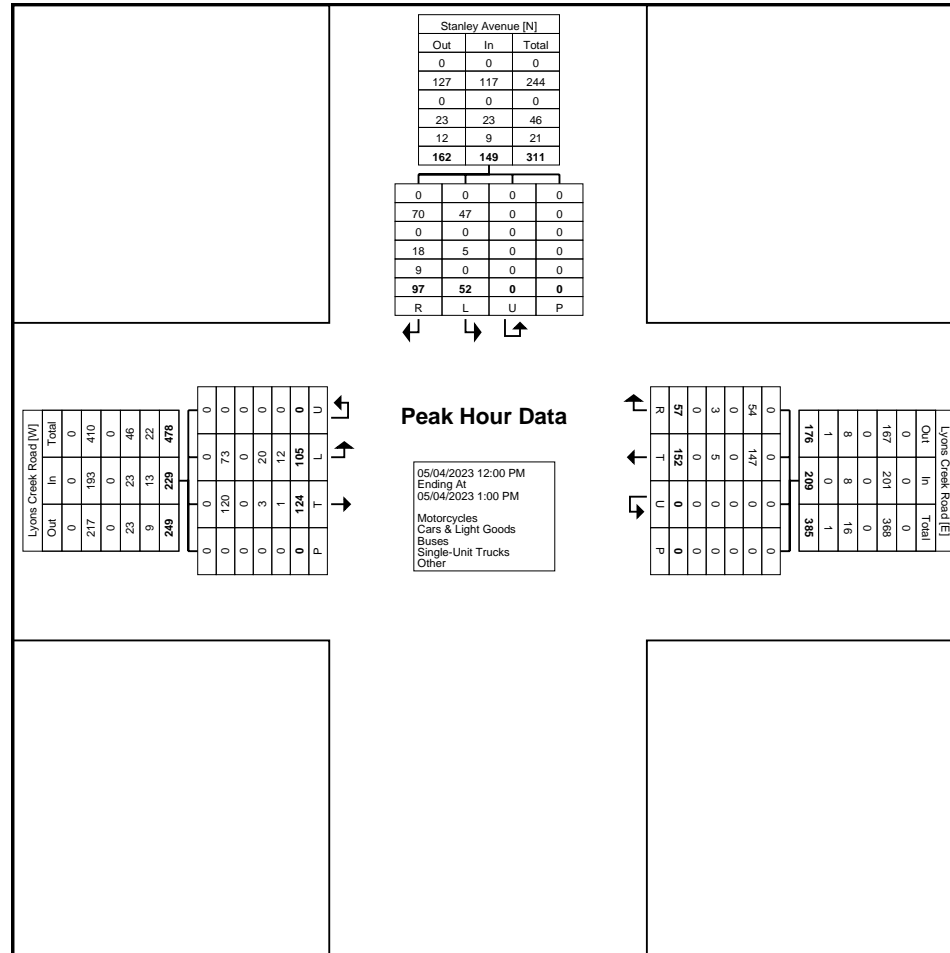 Stanley Avenue [N]
Out In Total
0 0 0
127 117 244
0 0 0
23 23 46
12 9 21
162 149 311
0 0 0 0
70 47 0 0
0 0 0 0
18 5 0 0
9 0 0 0
97 52 0 0
R L U P
Peak Hour Data
05/04/2023 12:00 PM
Ending At
05/04/2023 1:00 PM
Motorcycles
Cars & Light Goods
Buses
Single-Unit Trucks
Other
Lyons Creek Road [W]
Total 0 410 0 46 22 478
In 0 193 0 23 13 229
Out 0 217 0 23 9 249
0 0 0 0 0 0 U
0 73 0 20 12 105 L
0 120 0 3 1 124 T
0 0 0 0 0 0 P
R 57 0 3 0 54 0
T 152 0 5 0 147 0
U 0 0 0 0 0 0
P 0 0 0 0 0 0
Lyons Creek Road [E]
176 1 8 0 167 0 Out
209 0 8 0 201 0 In
385 1 16 0 368 0 Total